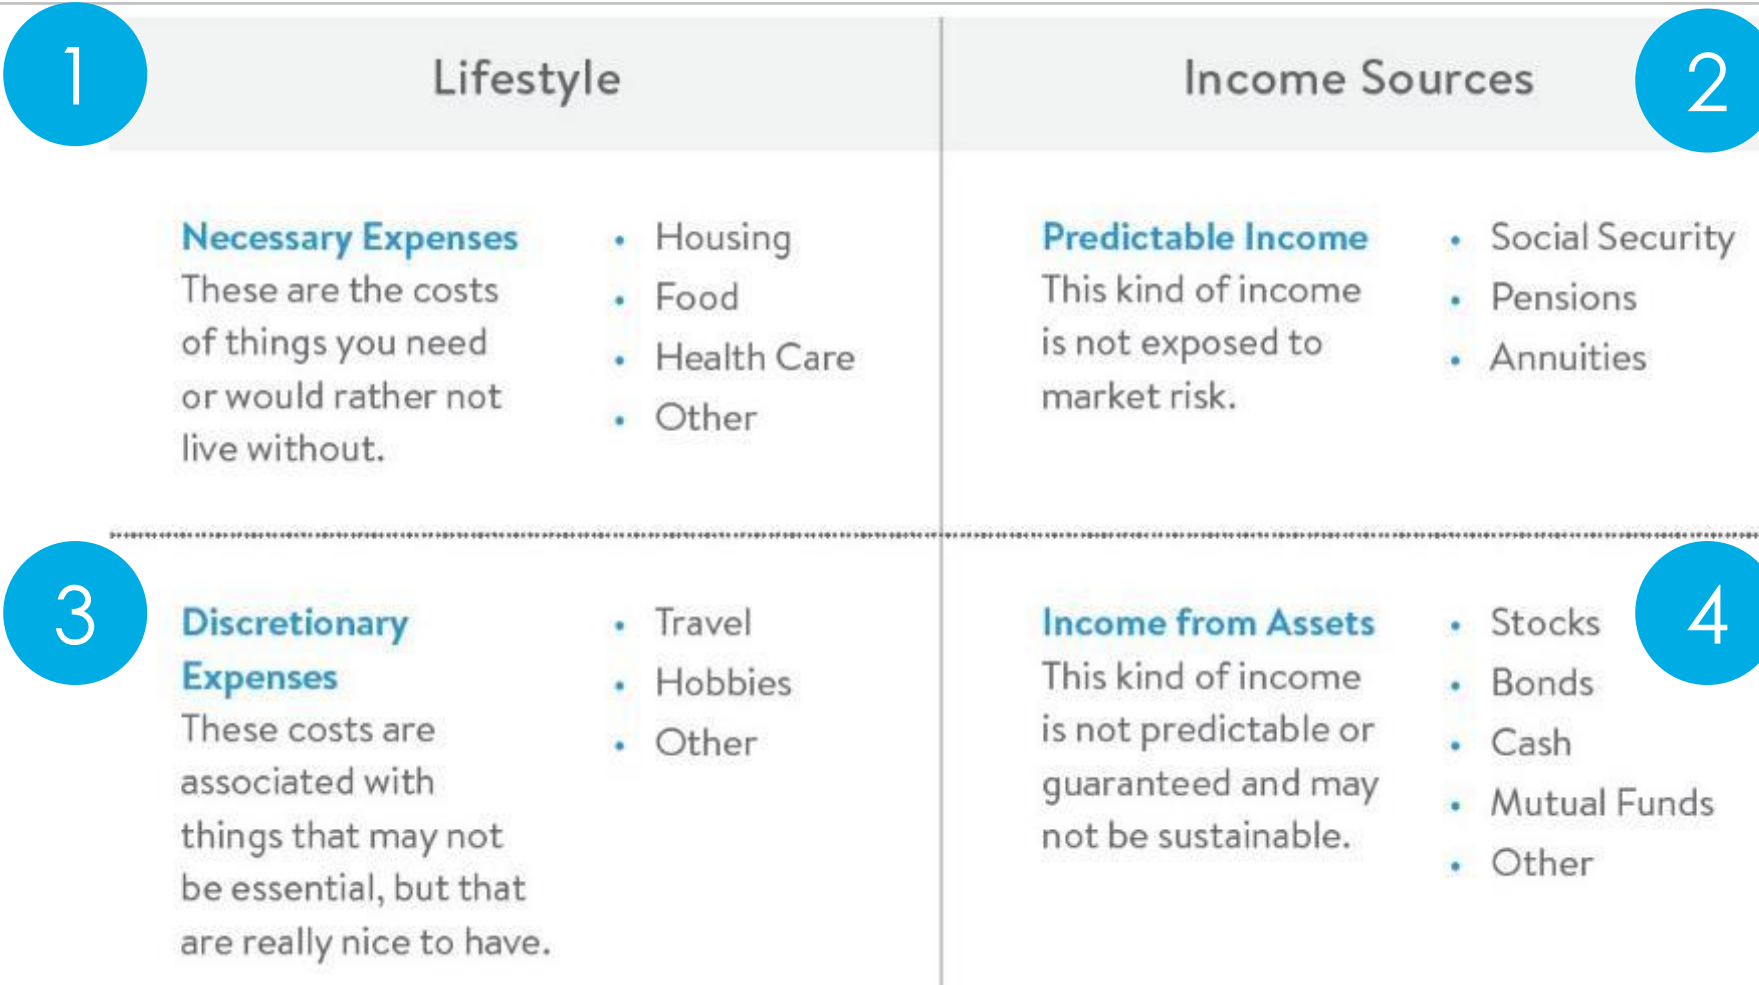 1
Lifestyle
Income Sources
2
Necessary Expenses
These are the costs
of things you need
or would rather not
live without.
• Housing
• Food
• Health Care
• Other
Predictable Income
This kind of income
is not exposed to
market risk.
• Social Security
• Pensions
• Annuities
3
Discretionary
Expenses
These costs are
associated with
things that may not
be essential, but that
are really nice to have.
• Travel
• Hobbies
• Other
Income from Assets
This kind of income
is not predictable or
guaranteed and may
not be sustainable.
• Stocks
• Bonds
• Cash
• Mutual Funds
• Other
4